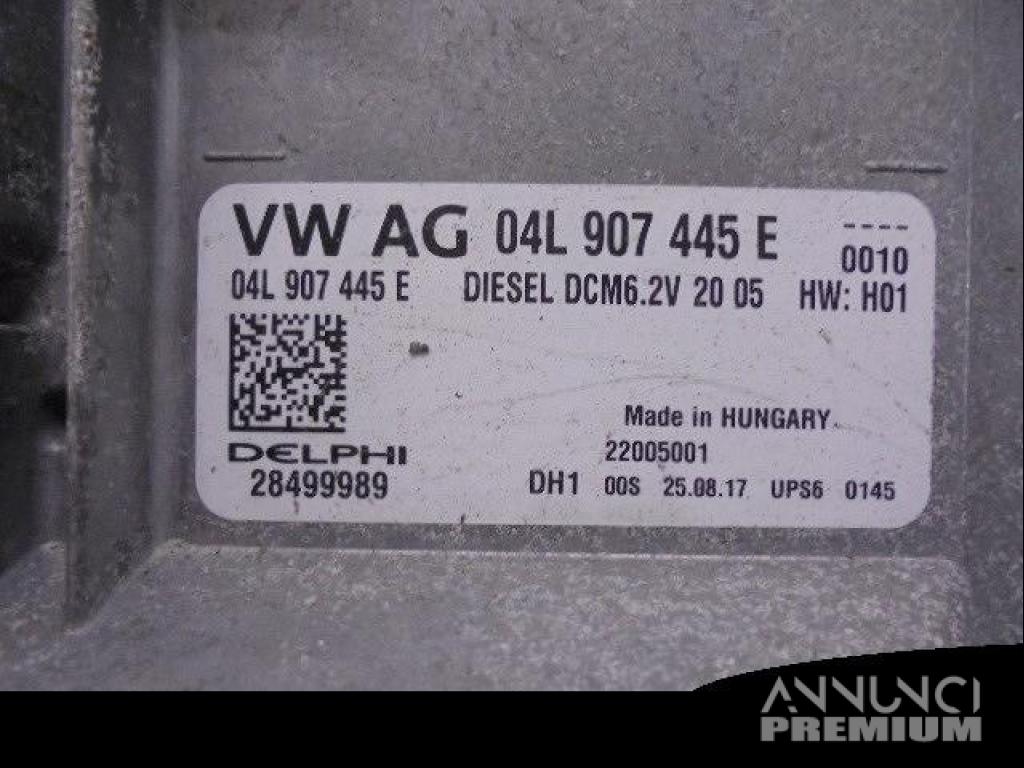 VW AG 04L 907 445 E
----
0010
04L 907 445 E DIESEL DCM6.2V 20 05 HW: H01
Made in HUNGARY
DELPHI 22005001
28499989 DH1 00S 25.08.17 UPS6 0145
ANNUNCI
PREMIUM